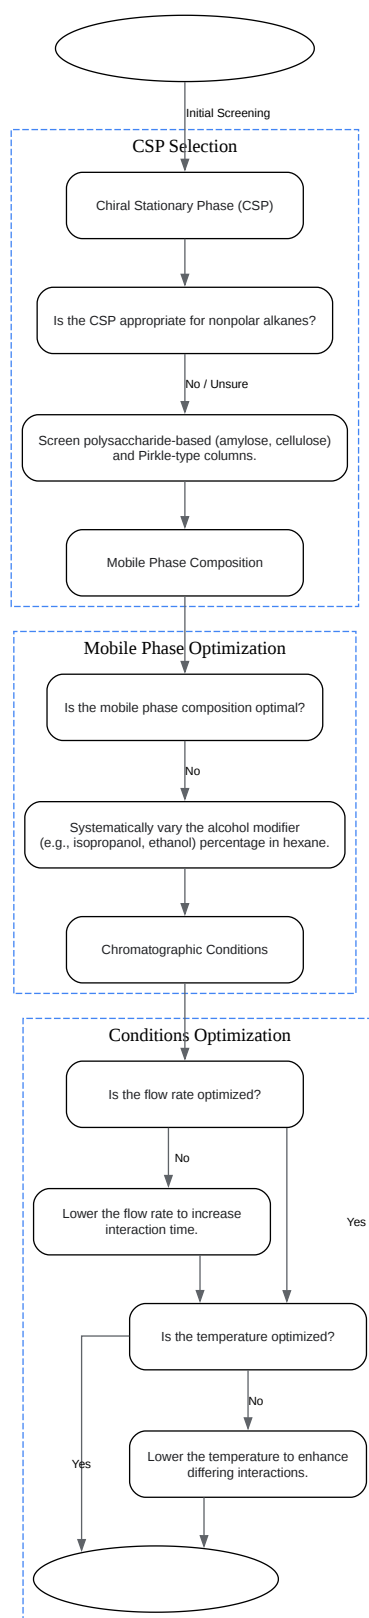 Initial Screening
CSP Selection
Chiral Stationary Phase (CSP)
Is the CSP appropriate for nonpolar alkanes?
No / Unsure
Screen polysaccharide-based (amylose, cellulose)
and Pirkle-type columns.
Mobile Phase Composition
Mobile Phase Optimization
Is the mobile phase composition optimal?
No
Systematically vary the alcohol modifier
(e.g., isopropanol, ethanol) percentage in hexane.
Chromatographic Conditions
Conditions Optimization
Is the flow rate optimized?
No
Lower the flow rate to increase
interaction time.
Yes
Is the temperature optimized?
No
Lower the temperature to enhance
differing interactions.
Yes